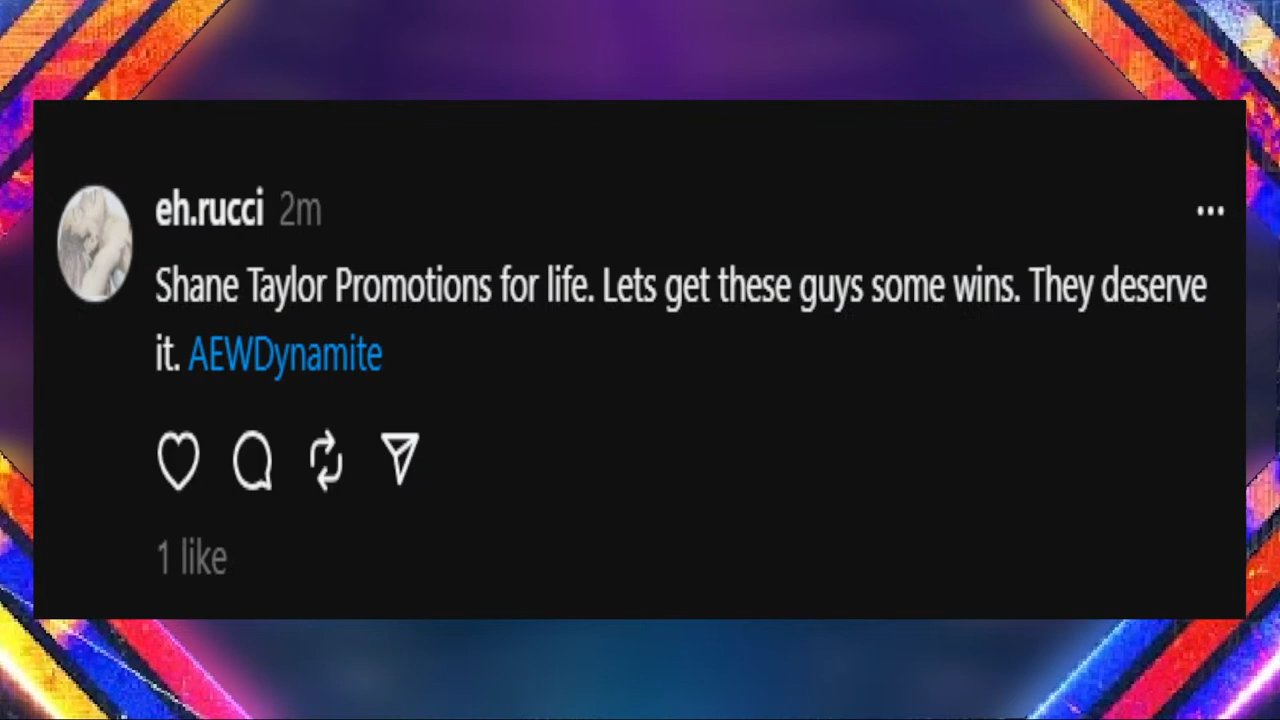 eh.rucci 2m
Shane Taylor Promotions for life. Lets get these guys some wins. They deserve
it. AEWDynamite
1 like